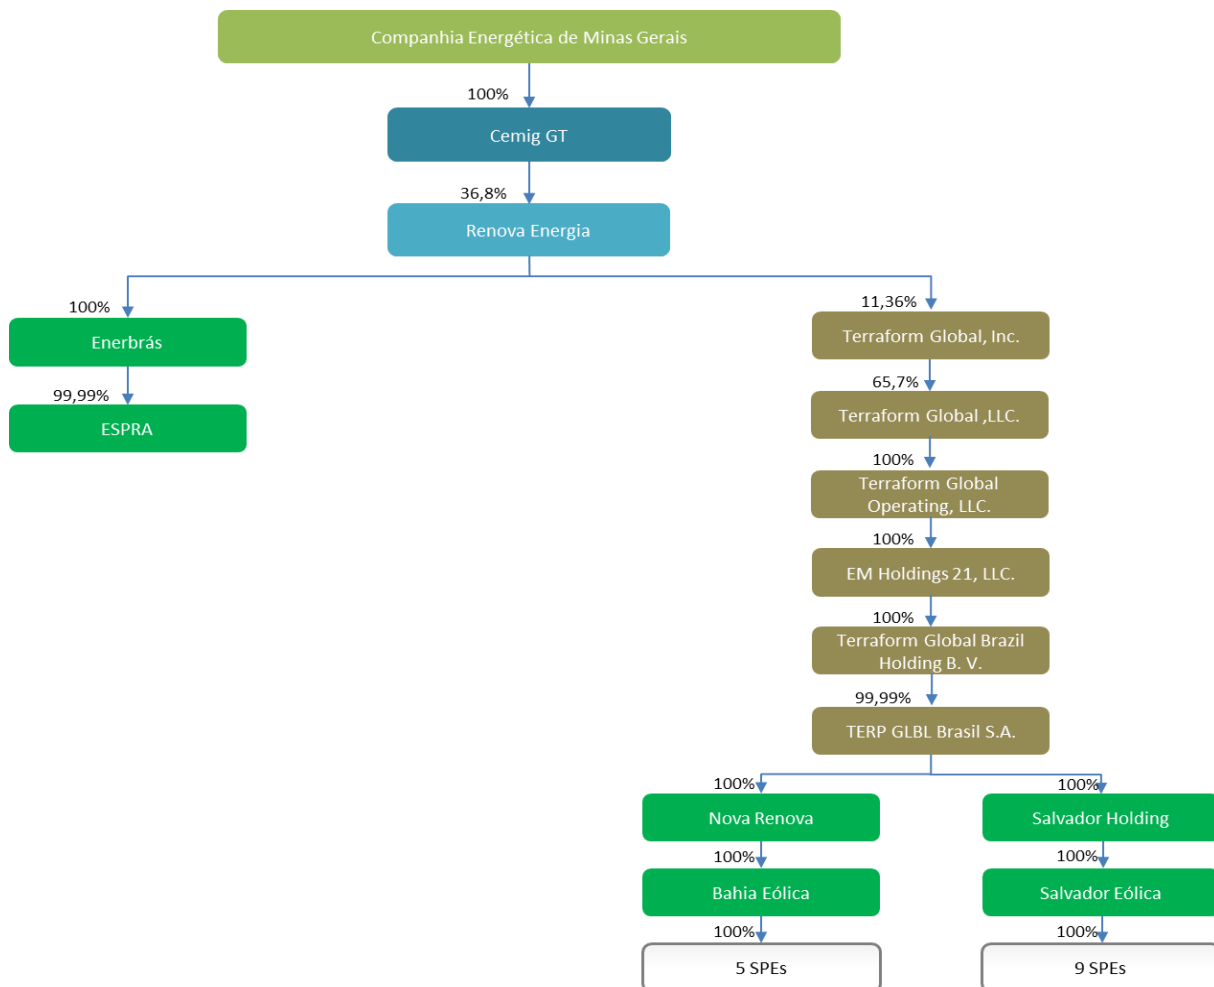 Companhia Energética de Minas Gerais
100%
Cemig GT
36,8%
Renova Energia
100%
11,36%
Enerbrás
Terraform Global, Inc.
99,99%
65,7%
ESPRA
Terraform Global ,LLC.
100%
Terraform Global
Operating, LLC.
100%
EM Holdings 21, LLC.
100%
Terraform Global Brazil
Holding B. V.
99,99%
TERP GLBL Brasil S.A.
100%
100%
Nova Renova
Salvador Holding
100%
100%
Bahia Eólica
Salvador Eólica
100%
100%
5 SPEs
9 SPEs